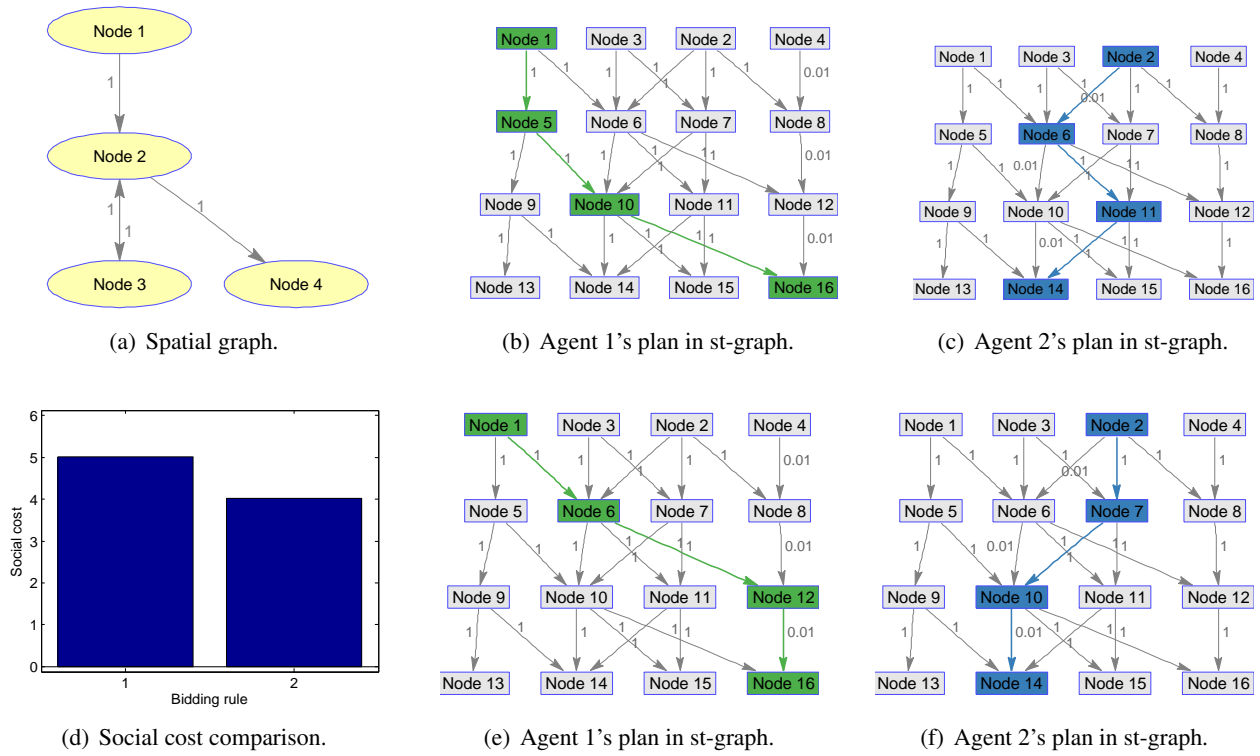 Node 1
1
Node 2
1
1
Node 3
Node 4
(a) Spatial graph.
Node 1 Node 3 Node 2 Node 4
1 1 1 1 1 1 1 0.01
Node 5 Node 6 Node 7 Node 8
1 1 1 1 1 1 0.01
Node 9 Node 10 Node 11 Node 12
1 1 1 1 1 1 0.01
Node 13 Node 14 Node 15 Node 16
(b) Agent 1's plan in st-graph.
Node 1 Node 3 Node 2 Node 4
1 1 1 1 0.01 1 1 1
Node 5 Node 6 Node 7 Node 8
1 1 0.01 1 1 1 1
Node 9 Node 10 Node 11 Node 12
1 1 0.01 1 1 1 1
Node 13 Node 14 Node 15 Node 16
(c) Agent 2's plan in st-graph.
6
5
4
3
2
1
0
1 2
Social cost
Bidding rule
(d) Social cost comparison.
Node 1 Node 3 Node 2 Node 4
1 1 1 1 1 1 0.01
Node 5 Node 6 Node 7 Node 8
1 1 1 1 1 0.01
Node 9 Node 10 Node 11 Node 12
1 1 1 1 1 1 0.01
Node 13 Node 14 Node 15 Node 16
(e) Agent 1's plan in st-graph.
Node 1 Node 3 Node 2 Node 4
1 1 1 1 0.01 1 1 1
Node 5 Node 6 Node 7 Node 8
1 1 0.01 1 1 1
Node 9 Node 10 Node 11 Node 12
1 1 0.01 1 1 1 1
Node 13 Node 14 Node 15 Node 16
(f) Agent 2's plan in st-graph.